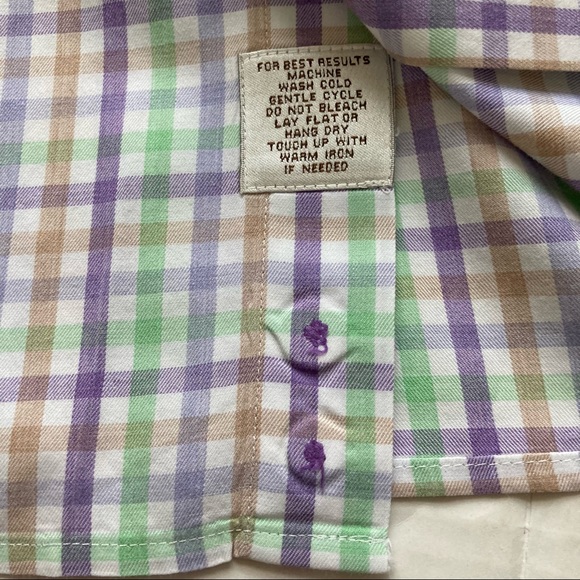 FOR BEST RESULTS
MACHINE
WASH COLD
GENTLE CYCLE
DO NOT BLEACH
LAY FLAT OR
HANG DRY
TOUCH UP WITH
WARM IRON
IF NEEDED